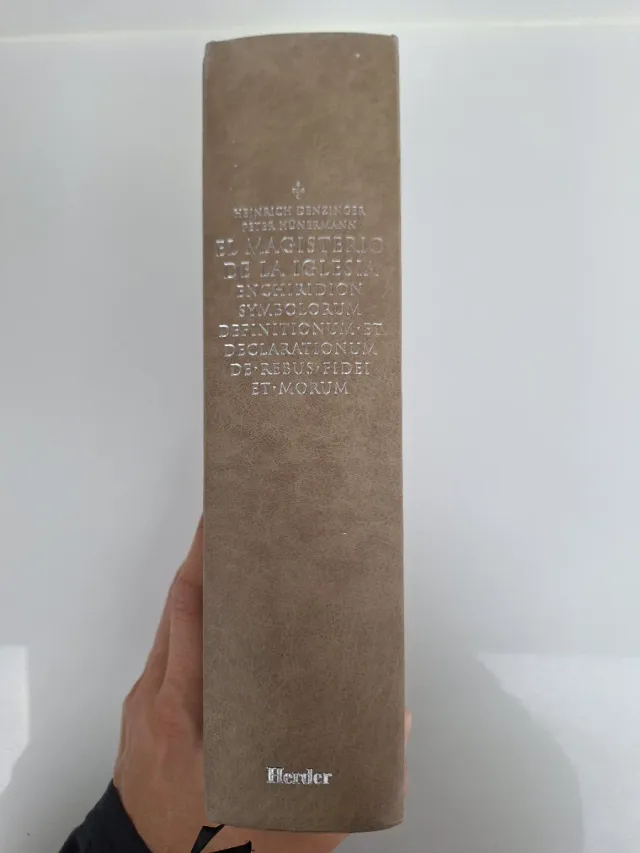 HEINRICH DENZINGER
PETER HÜNERMANN
EL MAGISTERIO
DE LA IGLESIA
ENCHIRIDION
SYMBOLORUM
DEFINITIONUM·ET
DECLARATIONUM
DE·REBUS·FIDEI
ET·MORUM
Herder